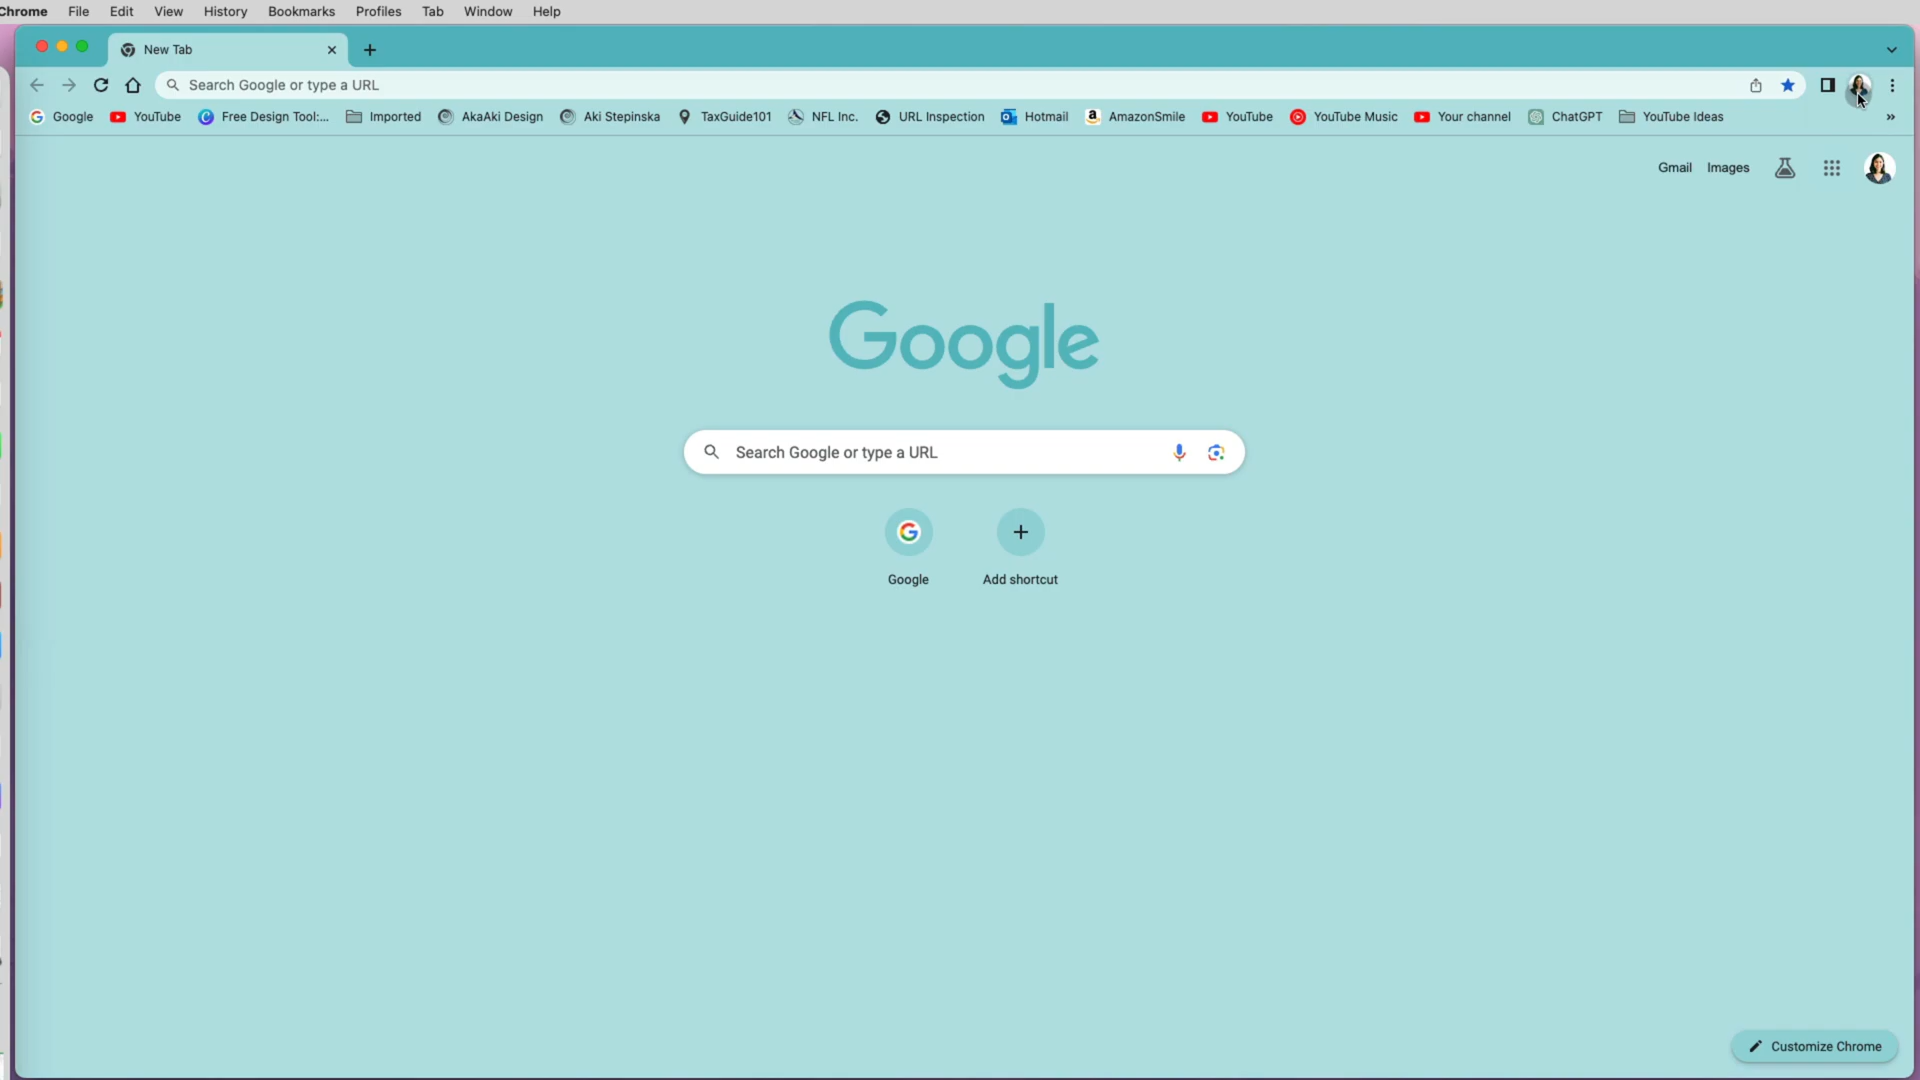 Chrome File Edit View History Bookmarks Profiles Tab Window Help
New Tab
Search Google or type a URL
Google YouTube Free Design Tool:... Imported AkaAki Design Aki Stepinska TaxGuide101 NFL Inc. URL Inspection Hotmail AmazonSmile YouTube YouTube Music Your channel ChatGPT YouTube Ideas »
Gmail Images
Google
Search Google or type a URL
Google Add shortcut
Customize Chrome